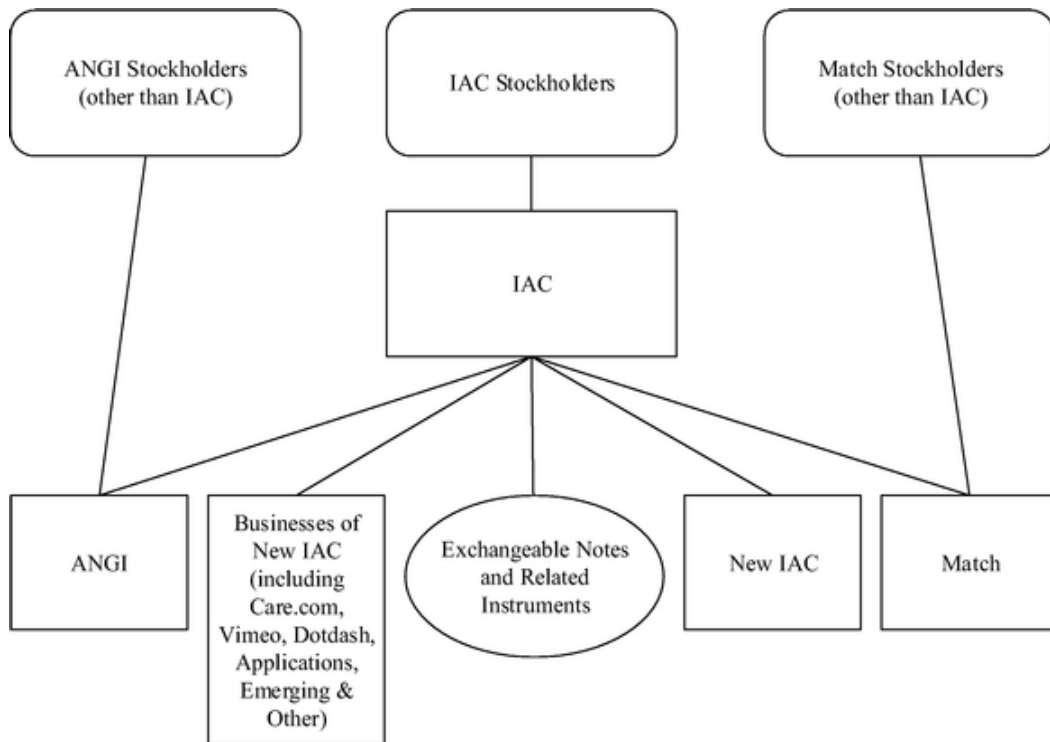 ANGI Stockholders
(other than IAC)
IAC Stockholders
Match Stockholders
(other than IAC)
IAC
ANGI
Businesses of
New IAC
(including
Care.com,
Vimeo, Dotdash,
Applications,
Emerging &
Other)
Exchangeable Notes
and Related
Instruments
New IAC
Match